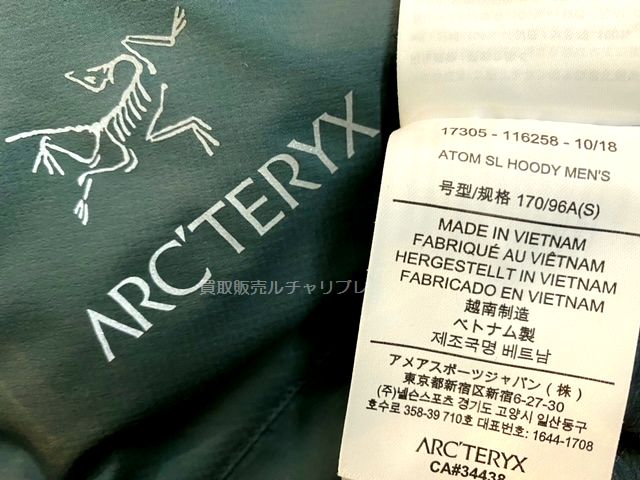 ARC'TERYX
買取販売ルチャリブレ
17305 - 116258 - 10/18
ATOM SL HOODY MEN'S
号型/规格 170/96A(S)
MADE IN VIETNAM
FABRIQUÉ AU VIÊTNAM
HERGESTELLT IN VIETNAM
FABRICADO EN VIETNAM
越南制造
ベトナム製
제조국명 베트남
アメアスポーツジャパン(株)
東京都新宿区新宿6-27-30
(주)넬슨스포츠 경기도 고양시 일산동구
호수로 358-39 710호 대표번호: 1644-1708
ARC'TERYX
CA#34438